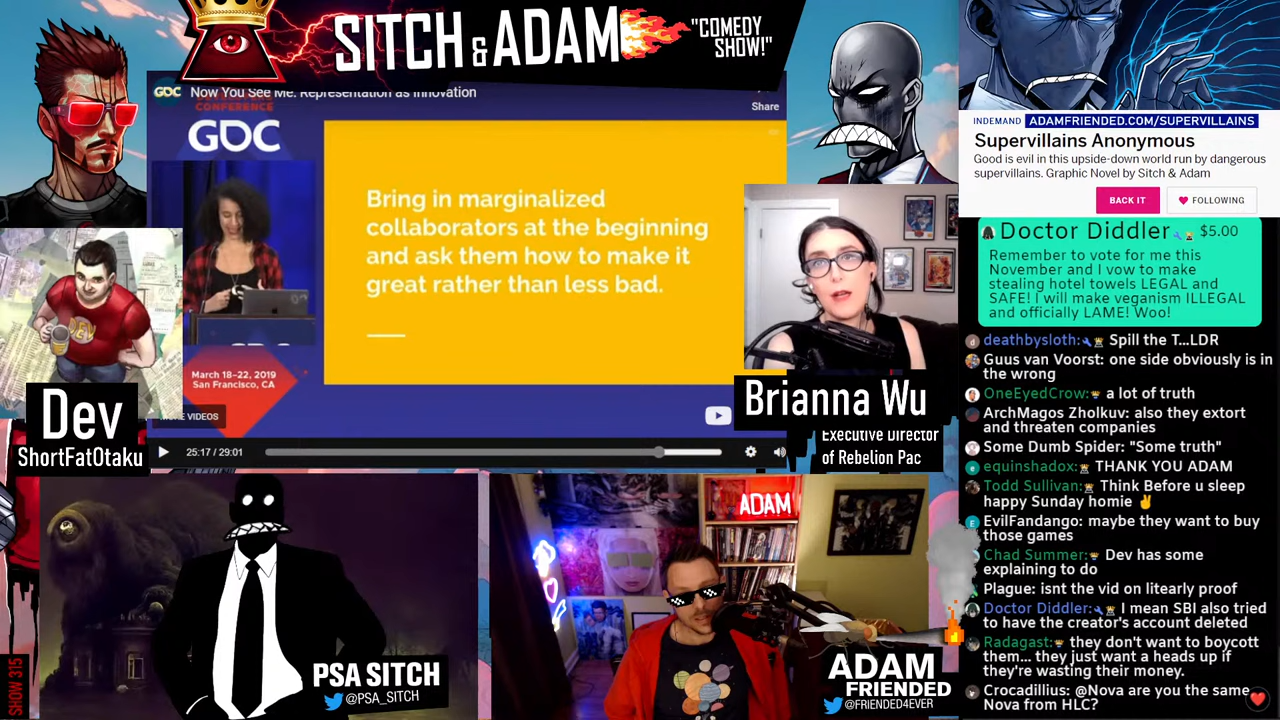 SITCH & ADAM
"COMEDY
SHOW!"
GDC
Now You See Me: Representation as Innovation
Share
CONFERENCE
GDC
Bring in marginalized
collaborators at the beginning
and ask them how to make it
great rather than less bad.
March 18-22, 2019
San Francisco, CA
VIDEOS
25:17 / 29:01
DEV
Dev
ShortFatOtaku
Brianna Wu
Executive Director
of Rebelion Pac
ADAM
PSA SITCH
@PSA_SITCH
ADAM
FRIENDED
@FRIENDED4EVER
SHOW 315
INDEMAND ADAMFRIENDED.COM/SUPERVILLAINS
Supervillains Anonymous
Good is evil in this upside-down world run by dangerous
supervillains. Graphic Novel by Sitch & Adam
BACK IT
FOLLOWING
Doctor Diddler $5.00
Remember to vote for me this
November and I vow to make
stealing hotel towels LEGAL and
SAFE! I will make veganism ILLEGAL
and officially LAME! Woo!
deathbysloth: Spill the T...LDR
Guus van Voorst: one side obviously is in
the wrong
OneEyedCrow: a lot of truth
ArchMagos Zholkuv: also they extort
and threaten companies
Some Dumb Spider: "Some truth"
equinshadox: THANK YOU ADAM
Todd Sullivan: Think Before u sleep
happy Sunday homie ✌
EvilFandango: maybe they want to buy
those games
Chad Summer: Dev has some
explaining to do
Plague: isnt the vid on litearly proof
Doctor Diddler: I mean SBI also tried
to have the creator's account deleted
Radagast: they don't want to boycott
them... they just want a heads up if
they're wasting their money.
Crocadillius: @Nova are you the same
Nova from HLC?